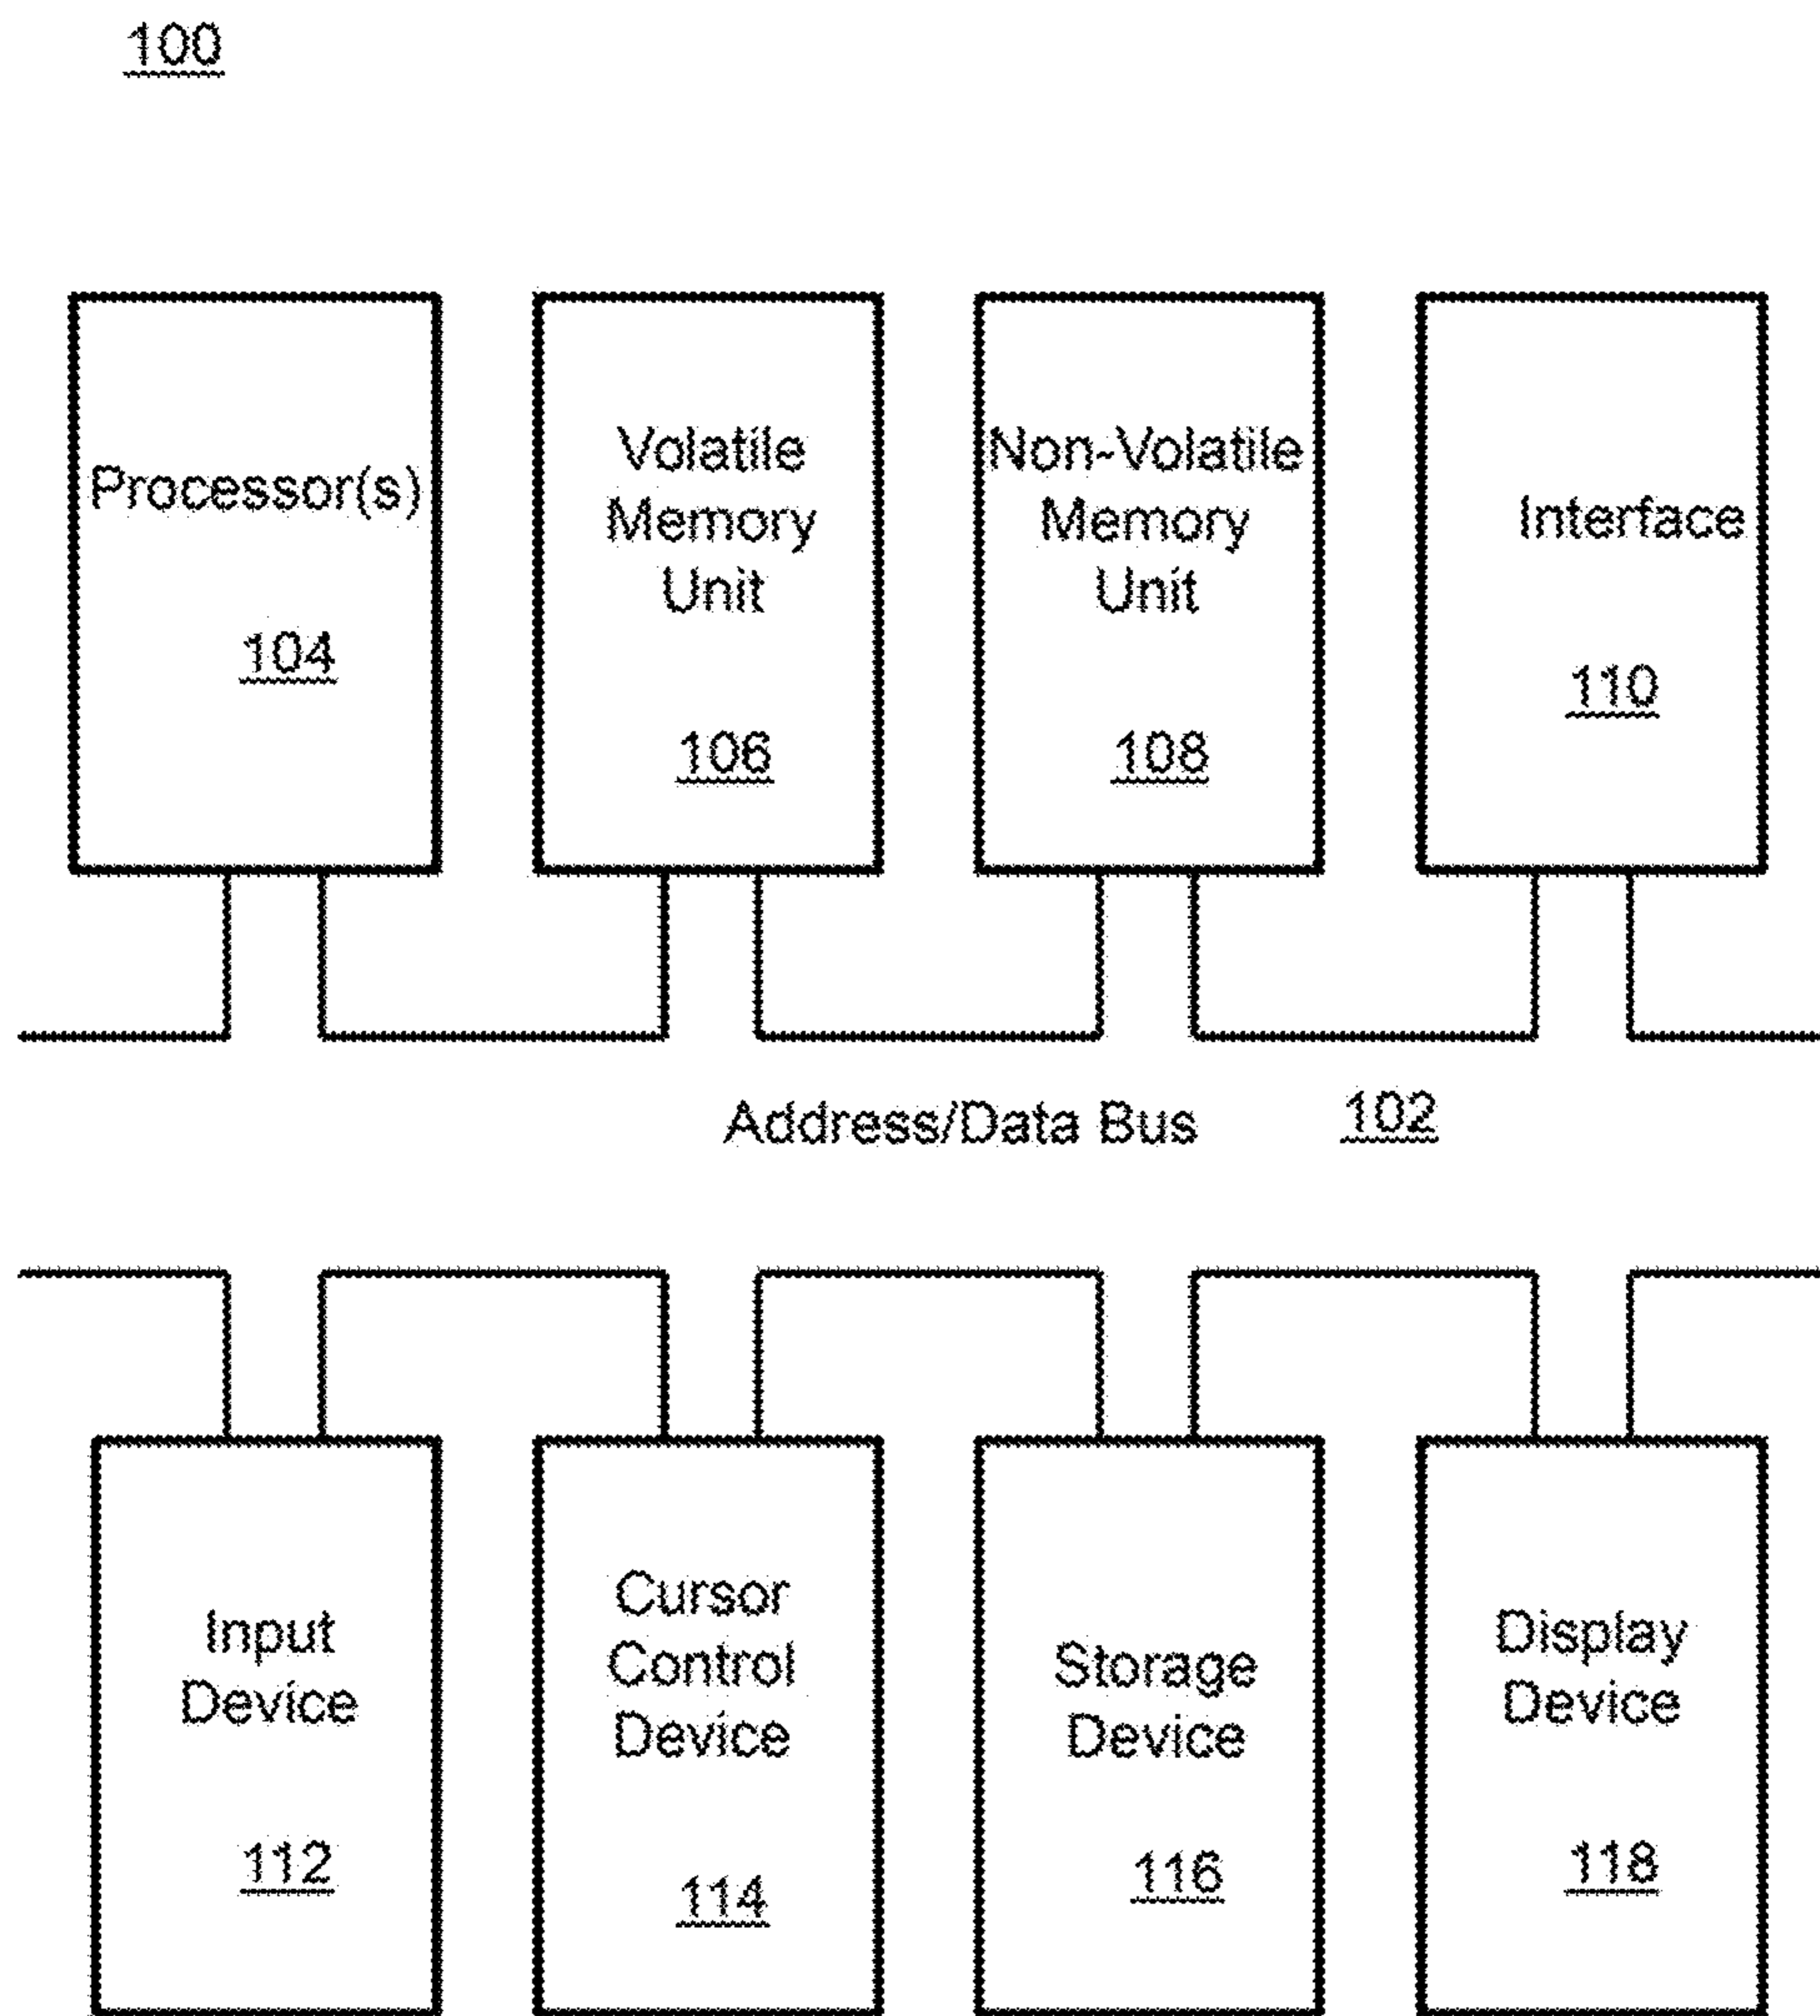 100
Processor(s)
104
Volatile
Memory
Unit
106
Non-Volatile
Memory
Unit
108
Interface
110
Address/Data Bus 102
Input
Device
112
Cursor
Control
Device
114
Storage
Device
116
Display
Device
118